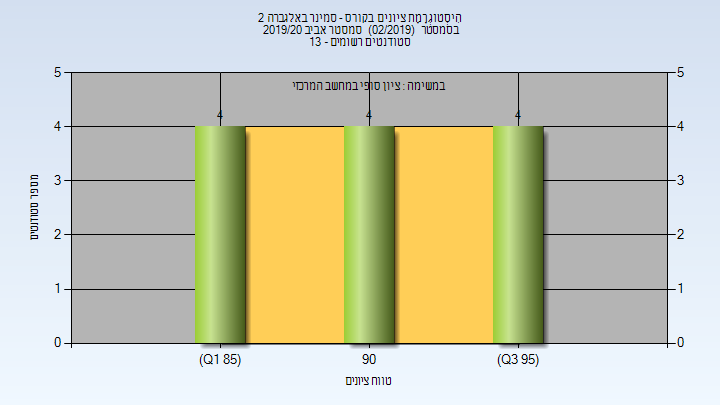 הִיסְטוֹגְרָמַת ציונים בקורס - סמינר באלגברה 2
בסמסטר (02/2019) סמסטר אביב 2019/20
סטודנטים רשומים - 13
במשימה : ציון סופי במחשב המרכזי
5
4
3
2
1
0
5
4
3
2
1
0
4
4
4
מספר סטודנטים
(Q1 85)
90
(Q3 95)
טווח ציונים